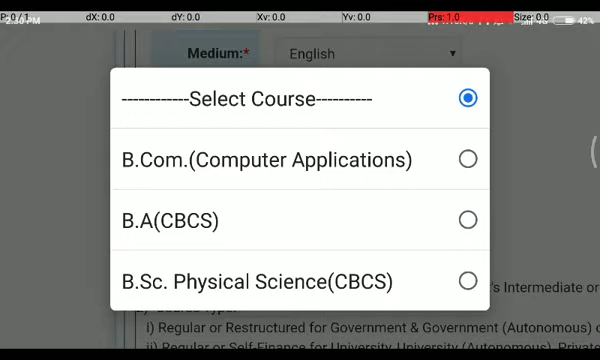 P: 0 / 1 dX: 0.0 dY: 0.0 Xv: 0.0 Yv: 0.0 Prs: 1.0 Size: 0.0
PM 42%
Medium:* English
------------Select Course----------
B.Com.(Computer Applications)
B.A(CBCS)
B.Sc. Physical Science(CBCS)
's Intermediate or
i) Regular or Restructured for Government & Government (Autonomous)
ii) Regular or Self-Finance for University, University (Autonomous), Private